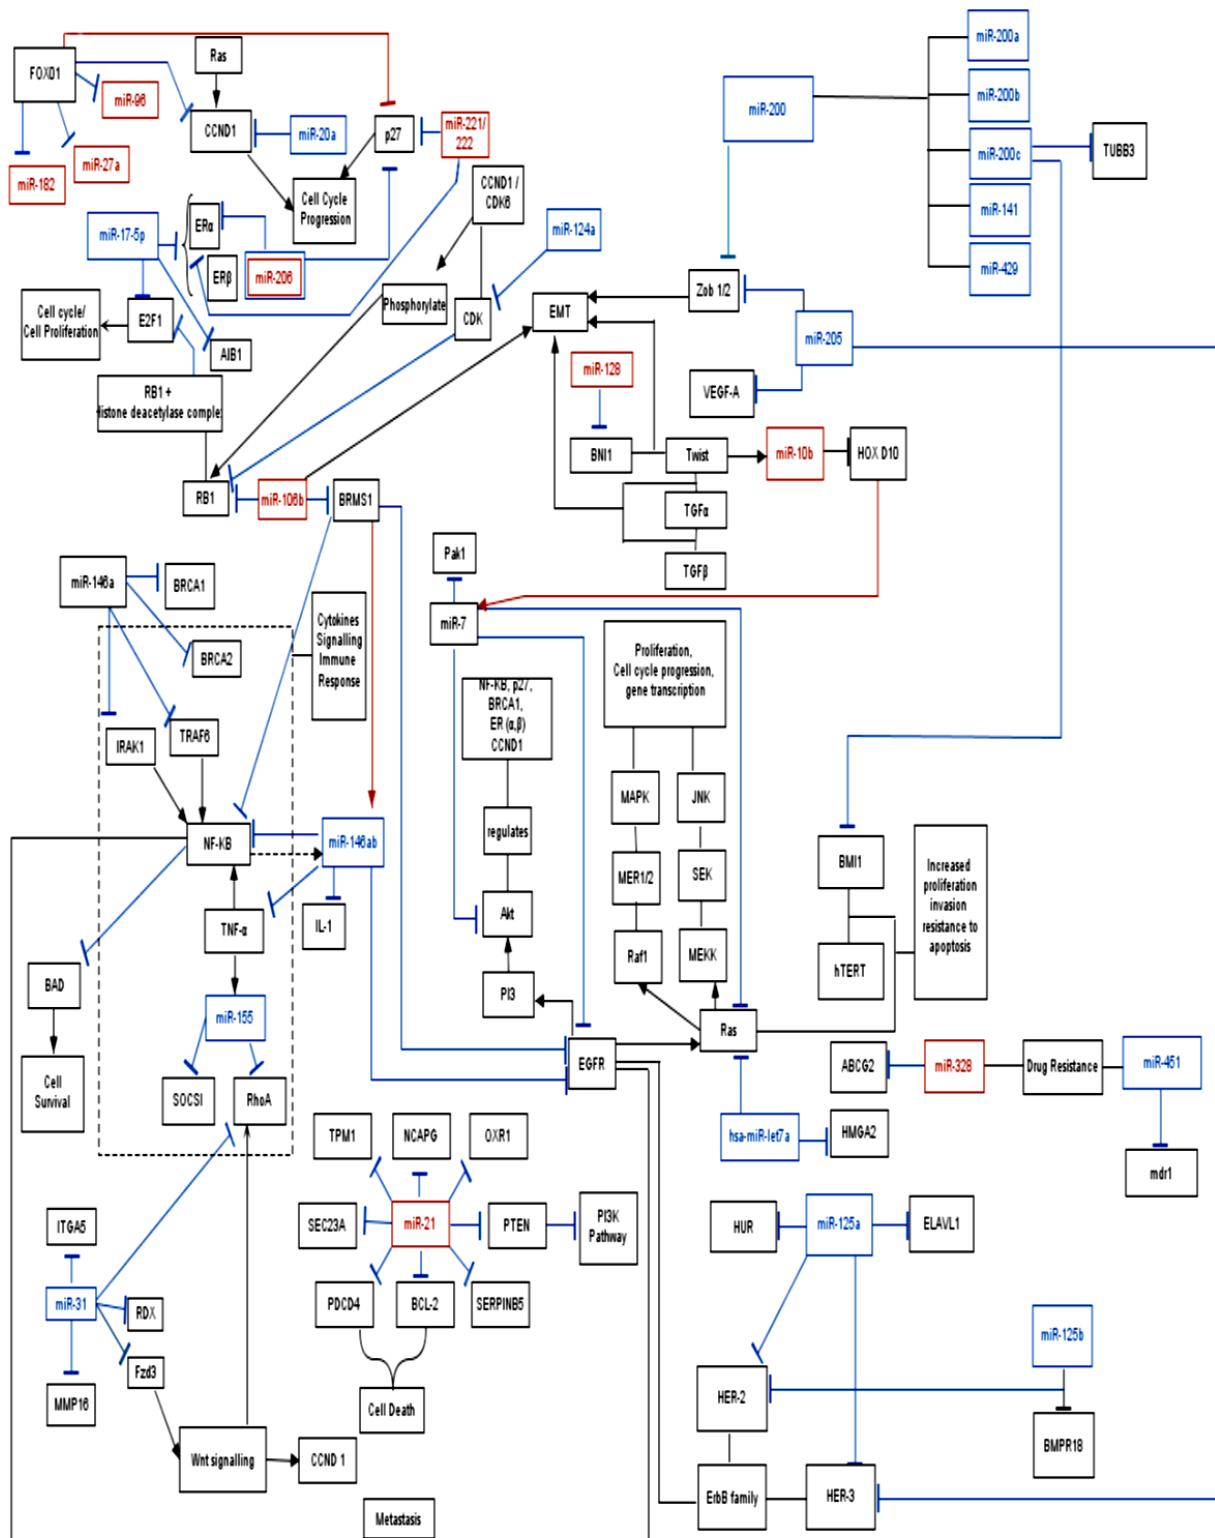 miR-200a
Ras
FOXO1
miR-200
miR-96
miR-200b
CCND1
miR-20a
p27
miR-221/
222
miR-200c
TUBB3
miR-27a
miR-182
Cell Cycle
Progression
CCND1 /
CDK6
miR-141
miR-17-5p
ERα
miR-124a
miR-429
ERβ
miR-206
Zob 1/2
Phosphorylate
Cell cycle/
Cell Proliferation
E2F1
CDK
EMT
miR-205
AIB1
miR-128
VEGF-A
RB1 +
listone deacetylase complex
BNI1
Twist
miR-10b
HOX D10
RB1
miR-106b
BRMS1
TGFα
Pak1
TGFβ
miR-146a
BRCA1
Cytokines
Signalling
Immune
Response
miR-7
BRCA2
Proliferation,
Cell cycle progression,
gene transcription
NF-KB, p27,
BRCA1,
ER (α,β)
CCND1
IRAK1
TRAF6
MAPK
JNK
NF-KB
miR-146ab
regulates
BMI1
Increased
proliferation
invasion
resistance to
apoptosis
MER1/2
SEK
TNF-α
IL-1
Akt
Raf1
MEKK
hTERT
BAD
PI3
miR-155
Ras
EGFR
ABCG2
miR-328
Drug Resistance
miR-451
Cell
Survival
SOCSI
RhoA
TPM1
NCAPG
OXR1
hsa-miR-let7a
HMGA2
mdr1
ITGA5
SEC23A
miR-21
PTEN
PI3K
Pathway
HUR
miR-125a
ELAVL1
miR-31
RDX
PDCD4
BCL-2
SERPINB5
miR-125b
Fzd3
MMP16
Cell Death
HER-2
BMPR18
Wnt signalling
CCND 1
ErbB family
HER-3
Metastasis